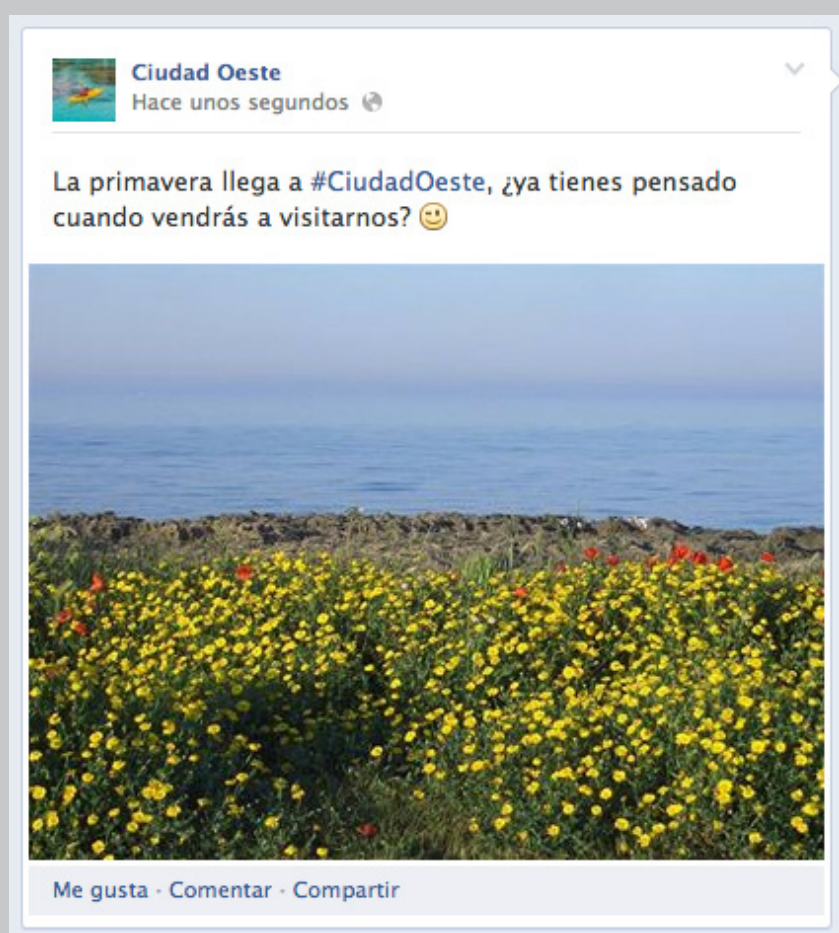 Ciudad Oeste
Hace unos segundos
La primavera llega a #CiudadOeste, ¿ya tienes pensado
cuando vendrás a visitarnos?
Me gusta · Comentar · Compartir